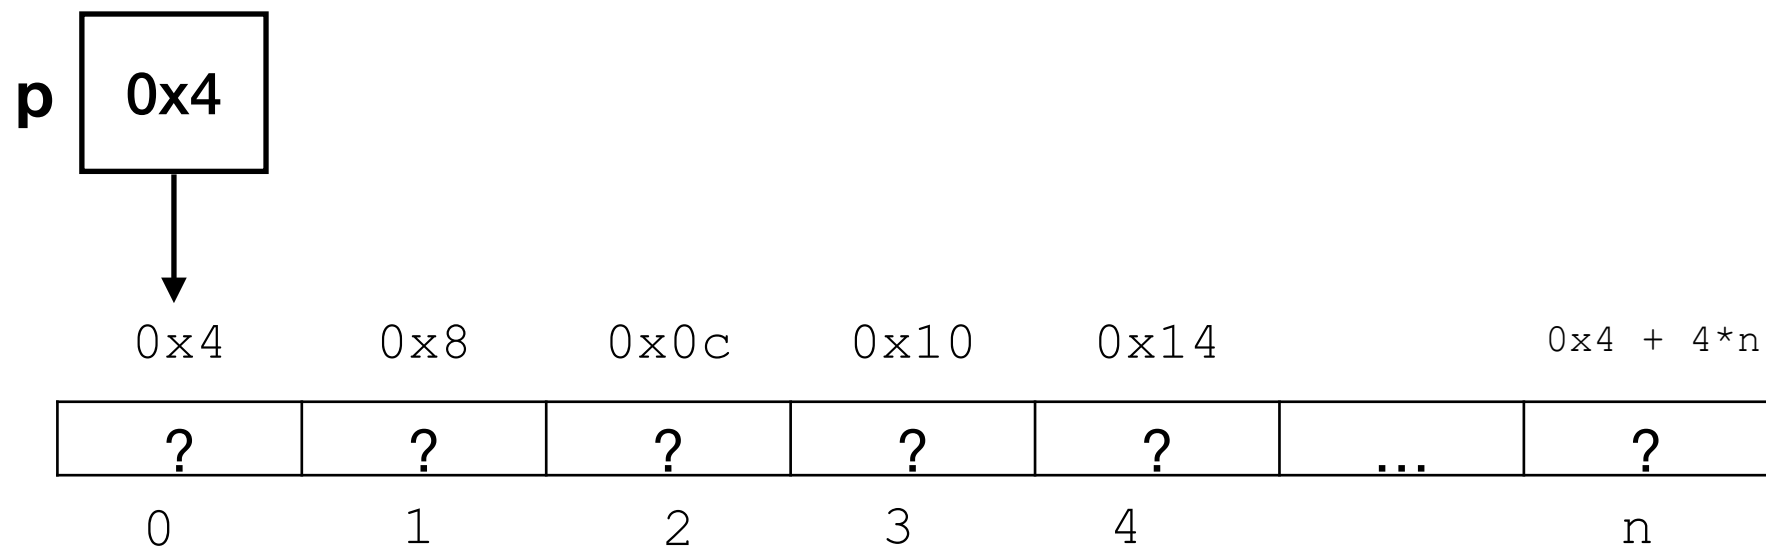 p 0x4
0x4 0x8 0x0c 0x10 0x14 0x4 + 4*n
? ? ? ? ? ... ?
0 1 2 3 4 n